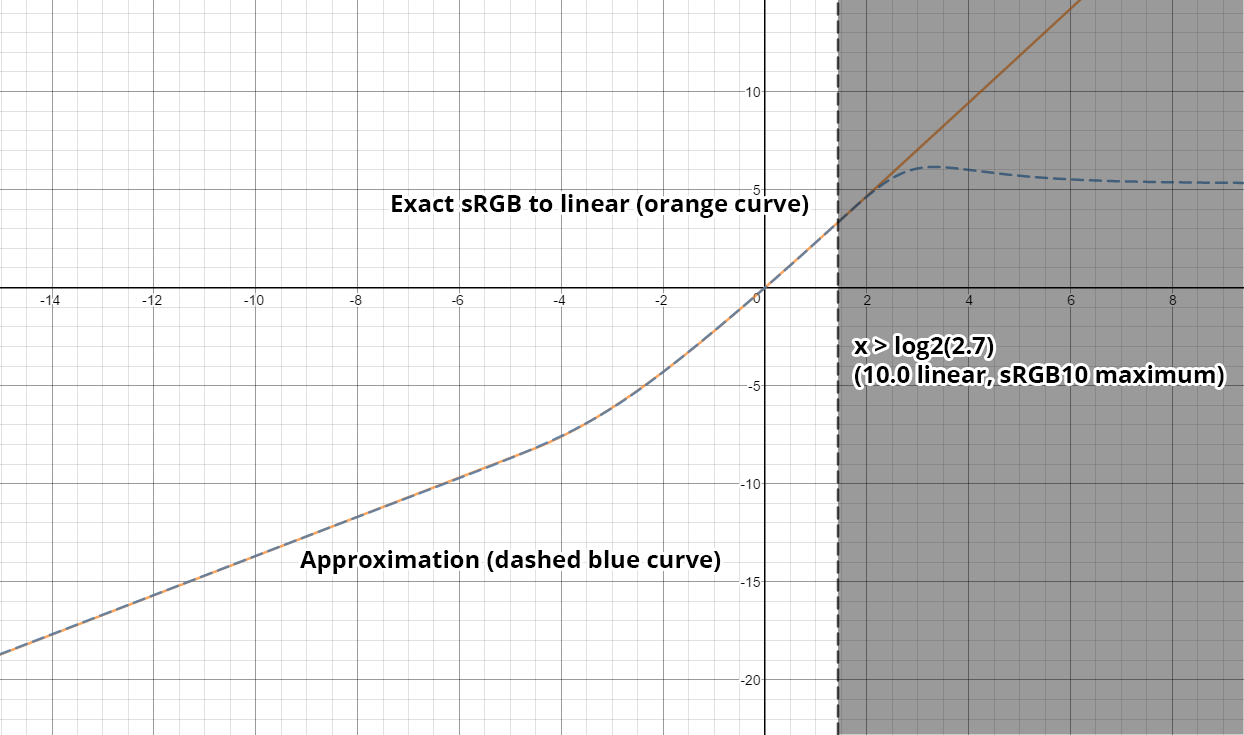 10
5
Exact sRGB to linear (orange curve)
-14 -12 -10 -8 -6 -4 -2 0 2 4 6 8
x > log2(2.7)
(10.0 linear, sRGB10 maximum)
-5
-10
Approximation (dashed blue curve)
-15
-20